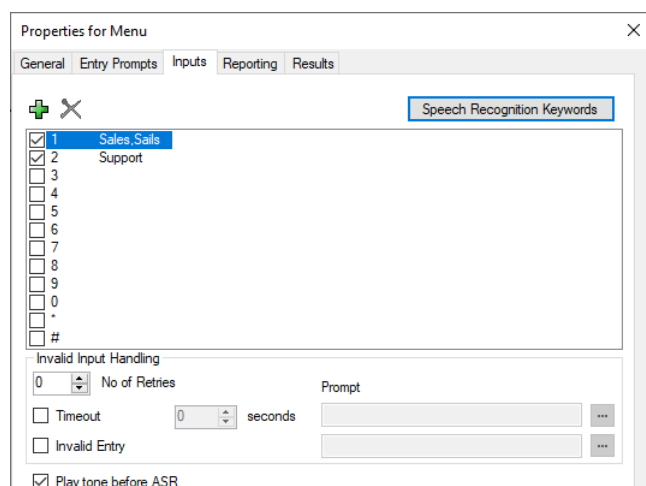 Properties for Menu
General Entry Prompts Inputs Reporting Results
Speech Recognition Keywords
1 Sales,Sails
2 Support
3
4
5
6
7
8
9
0
*
#
Invalid Input Handling
0 No of Retries
Prompt
Timeout 0 seconds ...
Invalid Entry ...
Play tone before ASR